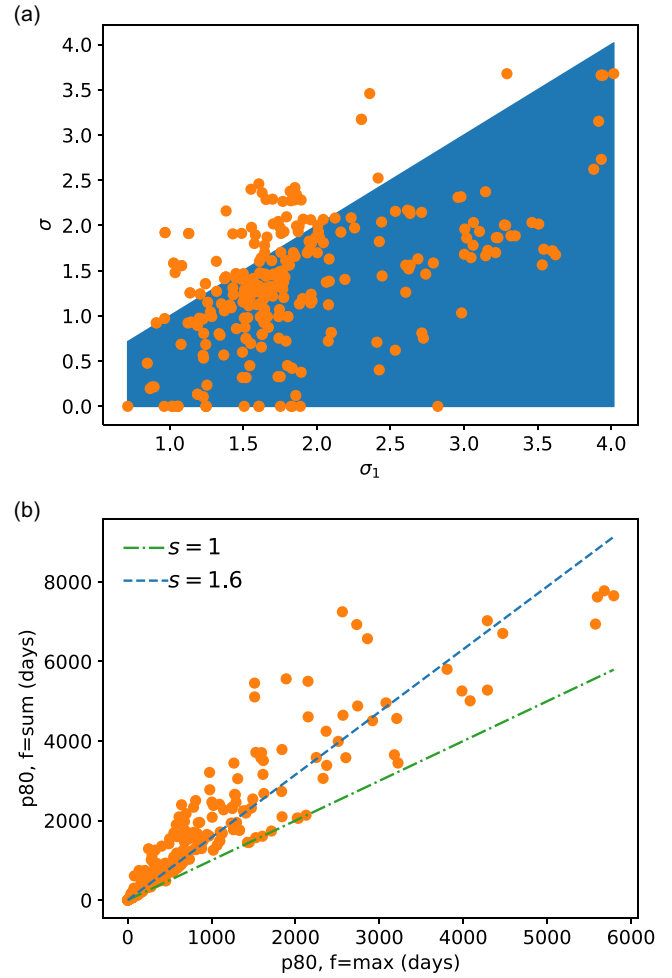 (a)
4.0
3.5
3.0
2.5
2.0
1.5
1.0
0.5
0.0
σ
1.0 1.5 2.0 2.5 3.0 3.5 4.0
σ₁
(b)
s = 1
s = 1.6
8000
6000
4000
2000
0
p80, f=sum (days)
0 1000 2000 3000 4000 5000 6000
p80, f=max (days)